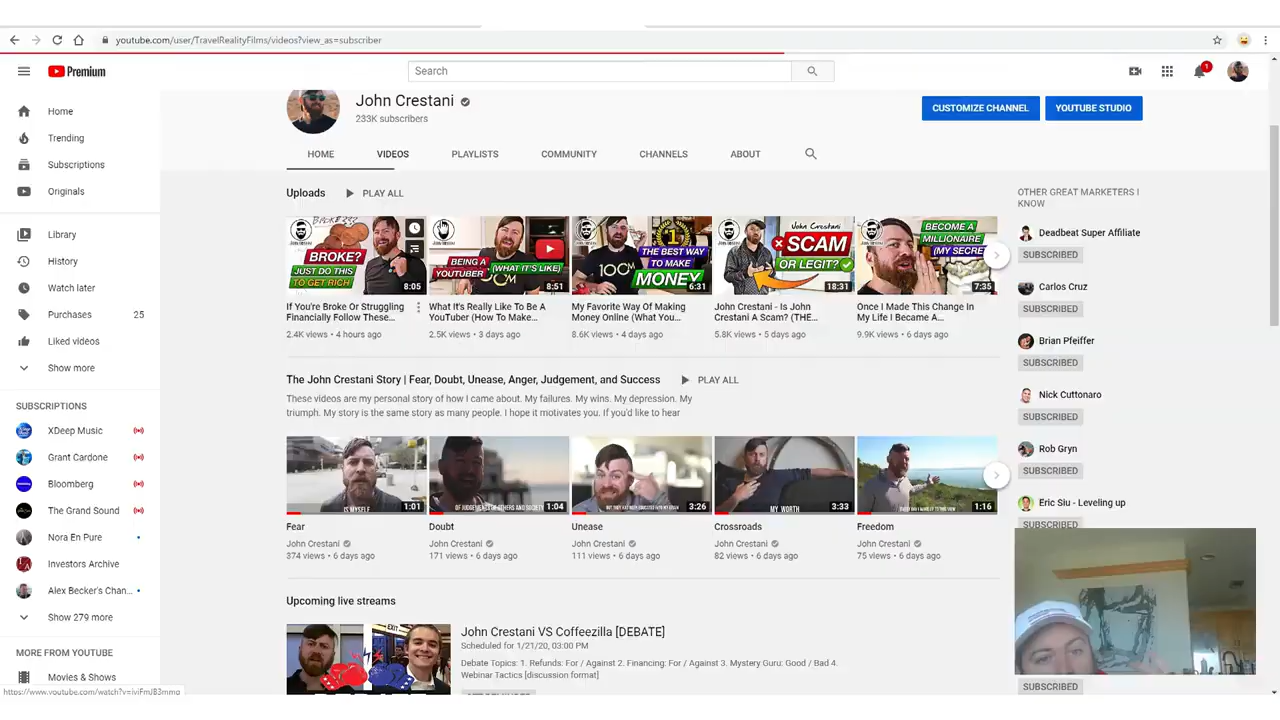 youtube.com/user/TravelRealityFilms/videos?view_as=subscriber
Premium
Search
1
Home
Trending
Subscriptions
Originals
Library
History
Watch later
Purchases 25
Liked videos
Show more
SUBSCRIPTIONS
XDeep Music
Grant Cardone
Bloomberg
The Grand Sound
Nora En Pure
Investors Archive
Alex Becker's Chan...
Show 279 more
MORE FROM YOUTUBE
Movies & Shows
John Crestani
233K subscribers
CUSTOMIZE CHANNEL
YOUTUBE STUDIO
HOME VIDEOS PLAYLISTS COMMUNITY CHANNELS ABOUT
Uploads PLAY ALL
BROKE?
JUST DO THIS
TO GET RICH
8:05
BEING A
YOUTUBER
(WHAT IT'S LIKE)
8:51
THE BEST WAY
TO MAKE
MONEY
6:31
JOHN CRESTANI
SCAM
OR LEGIT?
18:31
BECOME A
MILLIONAIRE
(MY SECRET)
7:35
If You're Broke Or Struggling
Financially Follow These...
2.4K views • 4 hours ago
What It's Really Like To Be A
YouTuber (How To Make...
2.5K views • 3 days ago
My Favorite Way Of Making
Money Online (What You...
8.6K views • 4 days ago
John Crestani - Is John
Crestani A Scam? (THE...
5.8K views • 5 days ago
Once I Made This Change In
My Life I Became A...
9.9K views • 6 days ago
The John Crestani Story | Fear, Doubt, Unease, Anger, Judgement, and Success PLAY ALL
These videos are my personal story of how I came about. My failures. My wins. My depression. My
triumph. My story is the same story as many people. I hope it motivates you. If you'd like to hear
IS MYSELF
1:01
1:04
3:26
MY WORTH
3:33
1:16
Fear
John Crestani
374 views • 6 days ago
Doubt
John Crestani
171 views • 6 days ago
Unease
John Crestani
111 views • 6 days ago
Crossroads
John Crestani
82 views • 6 days ago
Freedom
John Crestani
75 views • 6 days ago
Upcoming live streams
EXIT
John Crestani VS Coffeezilla [DEBATE]
Scheduled for 1/21/20, 03:00 PM
Debate Topics: 1. Refunds: For / Against 2. Financing: For / Against 3. Mystery Guru: Good / Bad 4.
Webinar Tactics [discussion format]
OTHER GREAT MARKETERS I
KNOW
Deadbeat Super Affiliate
SUBSCRIBED
Carlos Cruz
SUBSCRIBED
Brian Pfeiffer
SUBSCRIBED
Nick Cuttonaro
SUBSCRIBED
Rob Gryn
SUBSCRIBED
Eric Siu - Leveling up
SUBSCRIBED
SUBSCRIBED